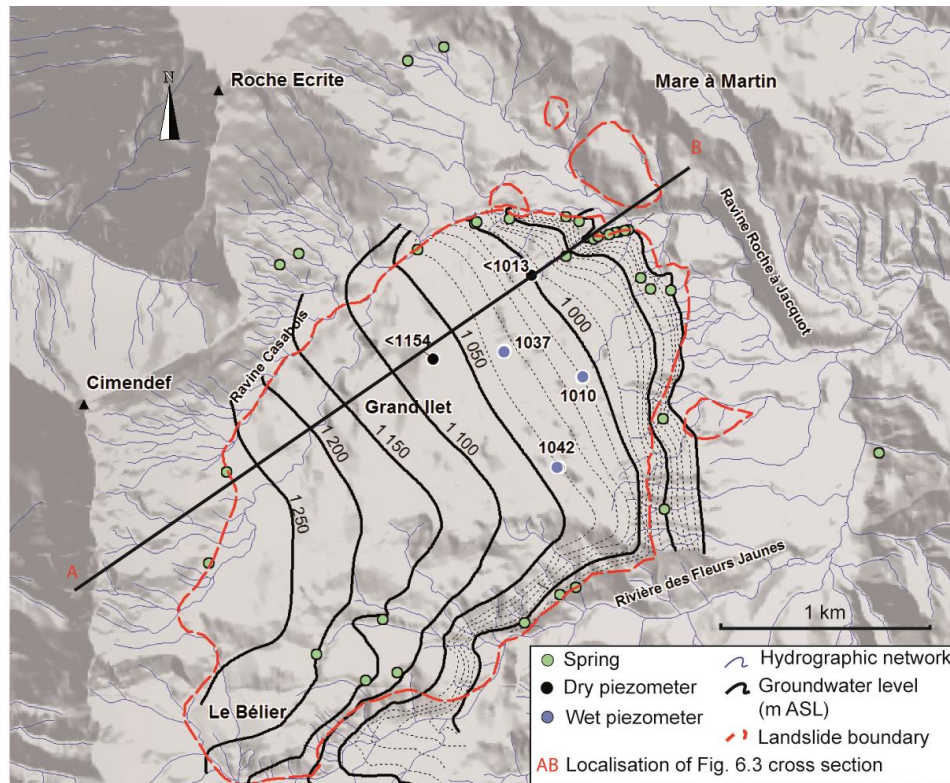 N
Roche Ecrite
Mare à Martin
B
Ravine Roche à Jacquot
<1013
1 000
Ravine Casabois
<1154
1037
1 050
Cimendef
1010
Grand Ilet
1 100
1 150
1 200
1042
1 250
A
Rivière des Fleurs Jaunes
1 km
Le Bélier
Spring
Hydrographic network
Dry piezometer
Groundwater level
(m ASL)
Wet piezometer
Landslide boundary
AB Localisation of Fig. 6.3 cross section